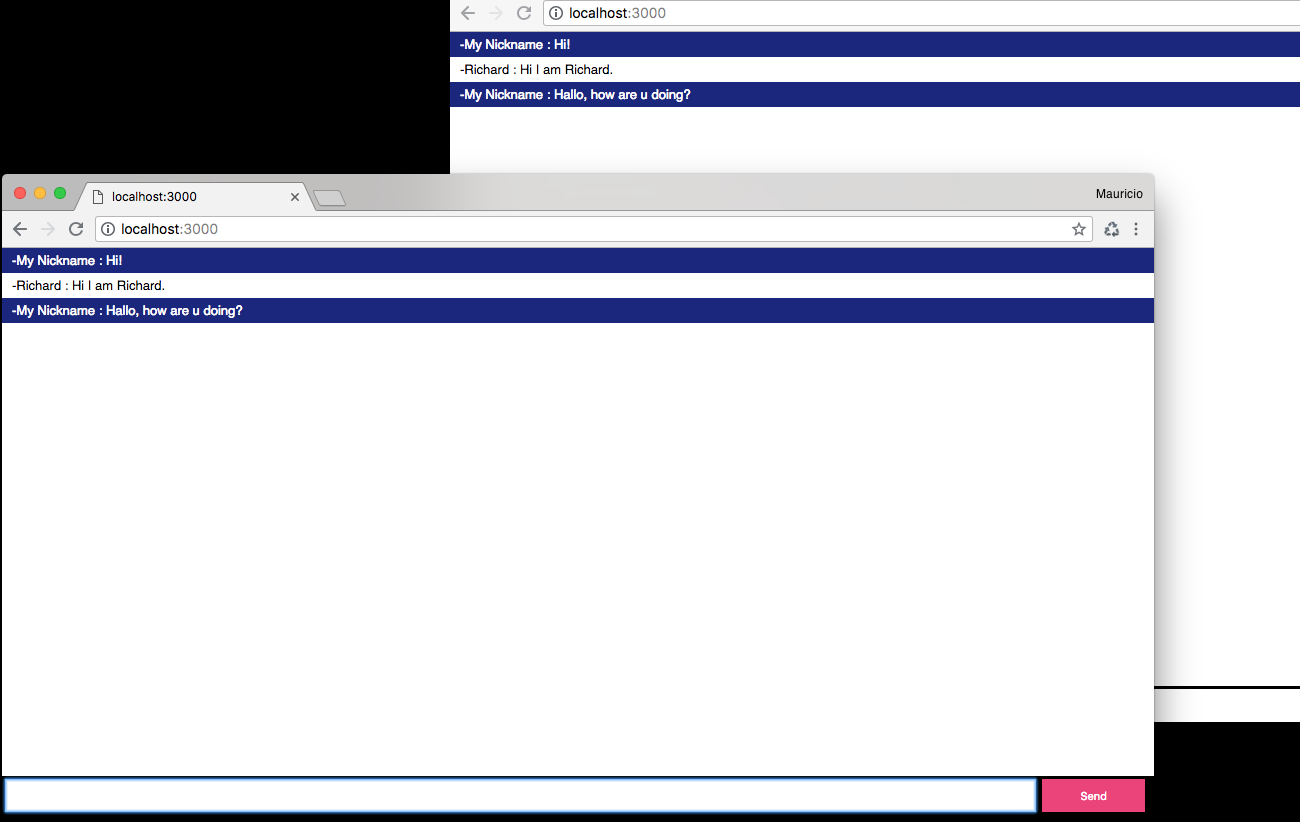 localhost:3000
-My Nickname : Hi!
-Richard : Hi I am Richard.
-My Nickname : Hallo, how are u doing?
localhost:3000
Mauricio
localhost:3000
-My Nickname : Hi!
-Richard : Hi I am Richard.
-My Nickname : Hallo, how are u doing?
Send